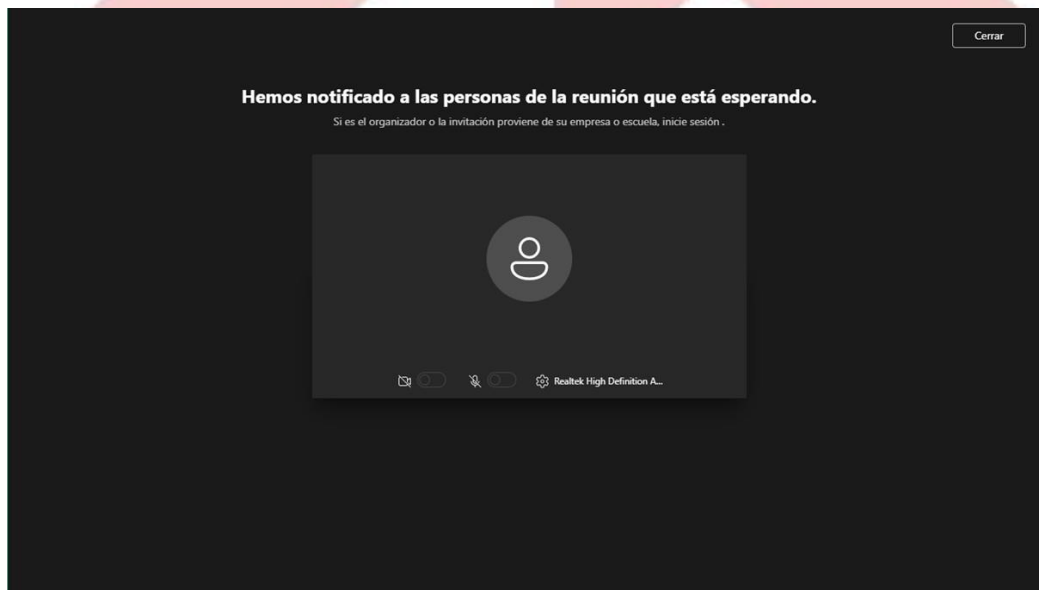 Cerrar
Hemos notificado a las personas de la reunión que está esperando.
Si es el organizador o la invitación proviene de su empresa o escuela, inicie sesión .
Realtek High Definition A...